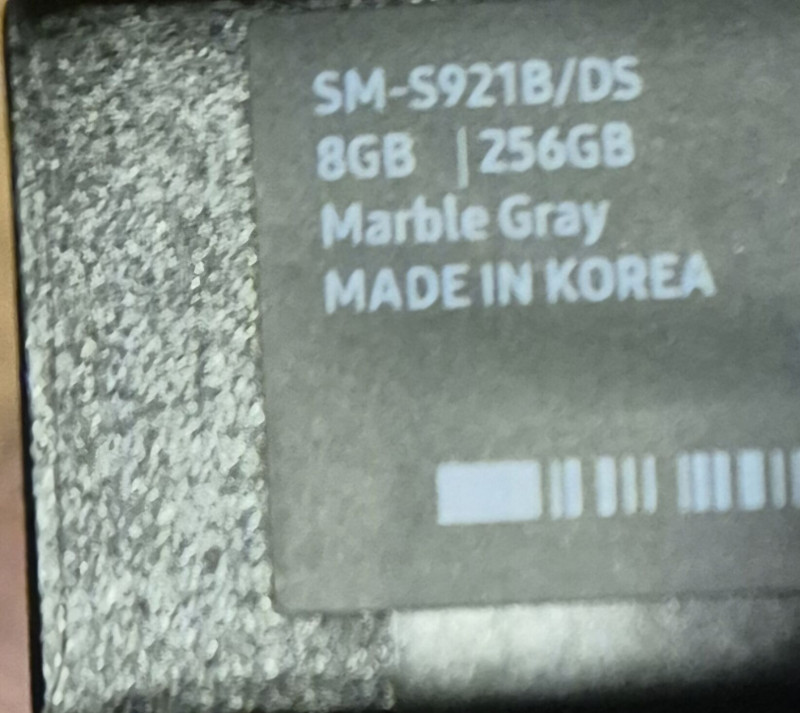 SM-S921B/DS
8GB | 256GB
Marble Gray
MADE IN KOREA